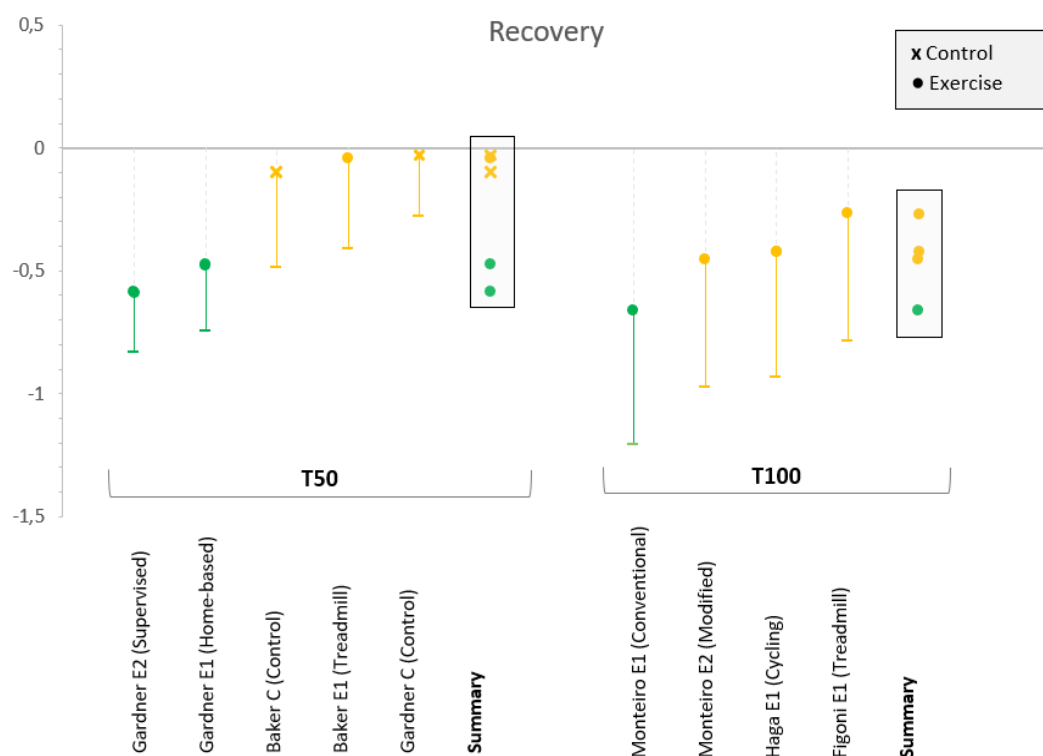 Recovery
x Control
● Exercise
0,5
0
-0,5
-1
-1,5
T50
T100
Gardner E2 (Supervised)
Gardner E1 (Home-based)
Baker C (Control)
Baker E1 (Treadmill)
Gardner C (Control)
Summary
Monteiro E1 (Conventional)
Monteiro E2 (Modified)
Haga E1 (Cycling)
Figoni E1 (Treadmill)
Summary